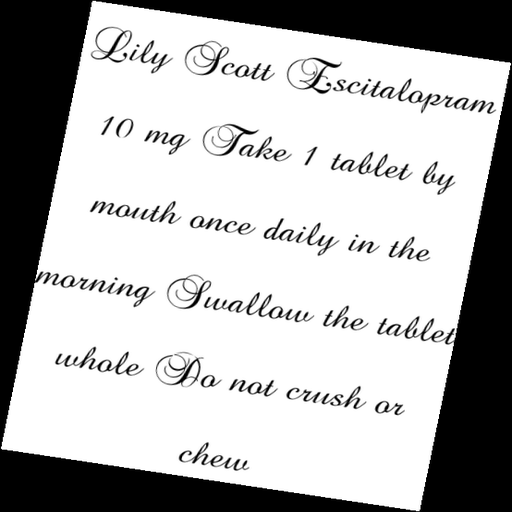 Lily Scott Escitalopram
10 mg Take 1 tablet by
mouth once daily in the
morning Swallow the tablet
whole Do not crush or
chew